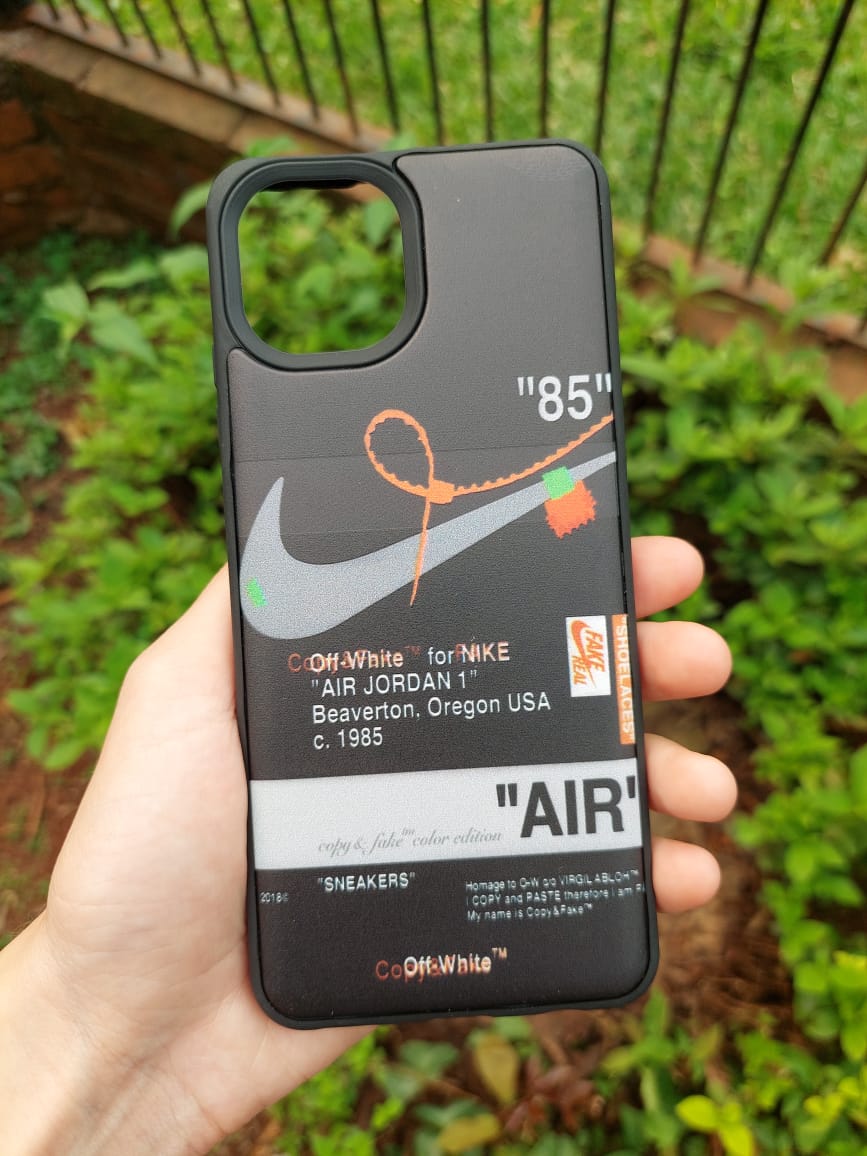 "85"
Off-White™ for NIKE
"AIR JORDAN 1"
Beaverton, Oregon USA
c. 1985
FAKE
REAL
"SHOELACES"
"AIR"
copy & fake™ color edition
"SNEAKERS"
2018©
Homage to O-W c/o VIRGIL ABLOH™
I COPY and PASTE therefore I am
My name is Copy&Fake™
Off-White™